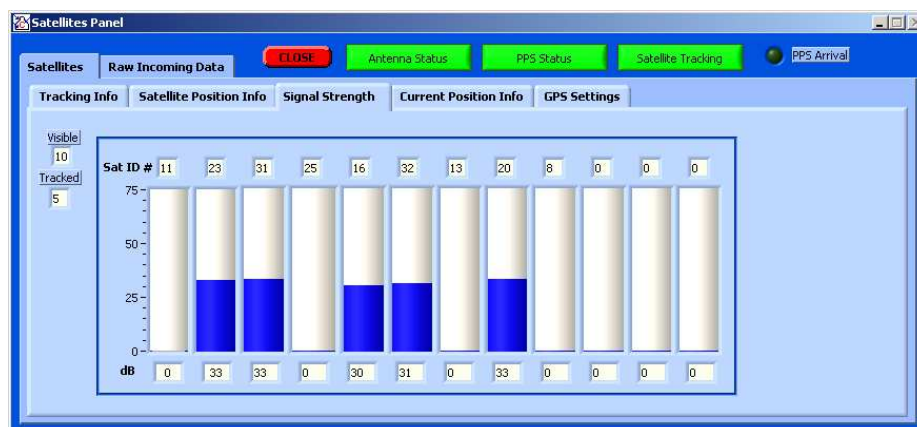 Satellites Panel
Satellites Raw Incoming Data CLOSE Antenna Status PPS Status Satellite Tracking PPS Arrival
Tracking Info Satellite Position Info Signal Strength Current Position Info GPS Settings
Visible
10
Tracked
5
Sat ID # 11 23 31 25 16 32 13 20 8 0 0 0
75
50
25
0
dB 0 33 33 0 30 31 0 33 0 0 0 0